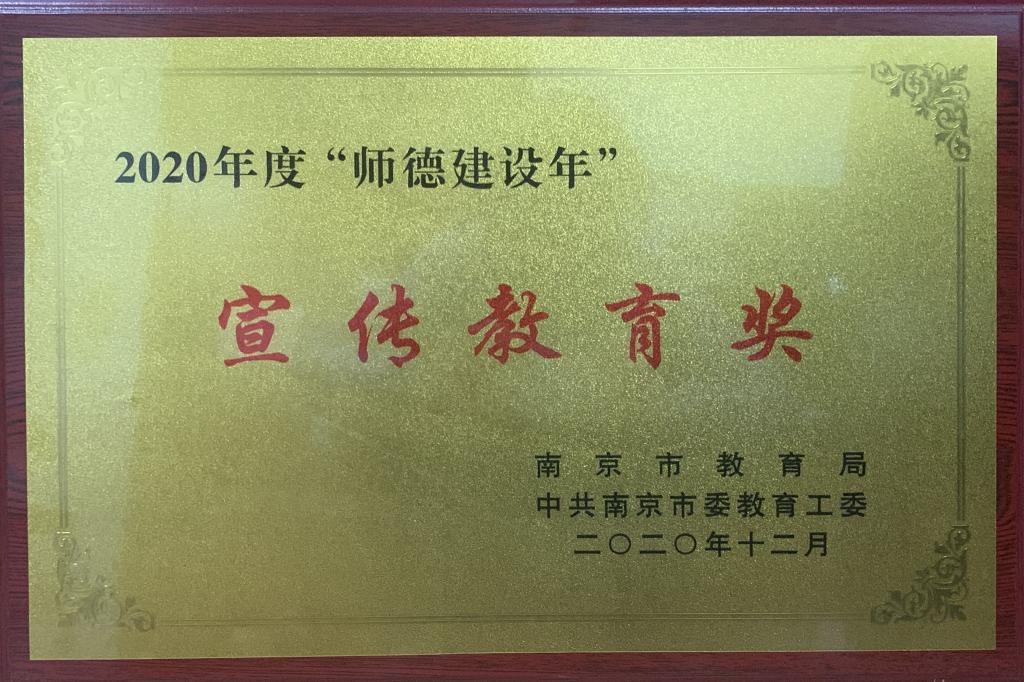 2020年度“师德建设年”
宣传教育奖
南京市教育局
中共南京市委教育工委
二〇二〇年十二月